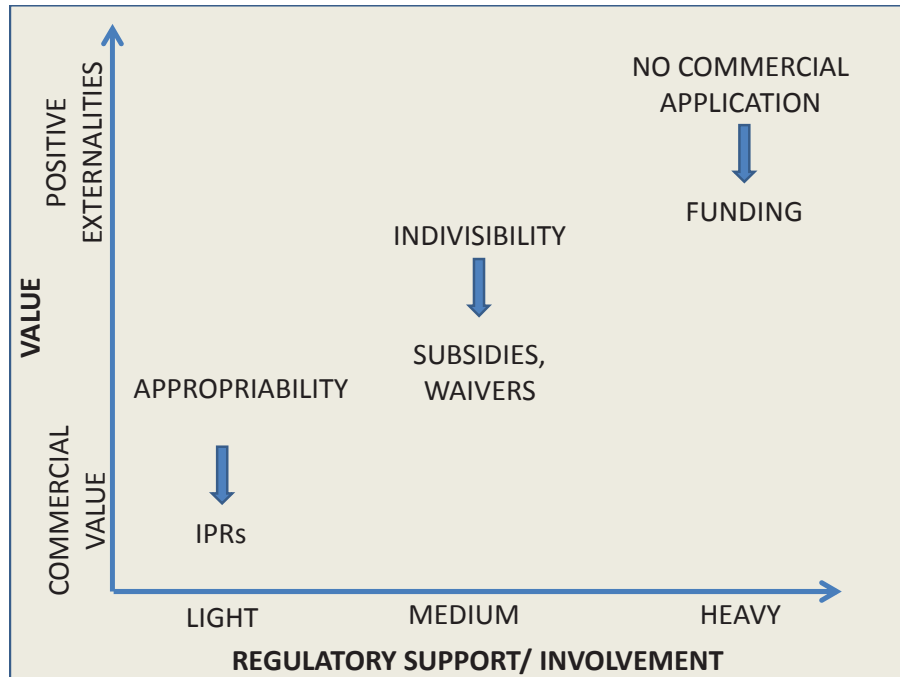 NO COMMERCIAL
APPLICATION
FUNDING
INDIVISIBILITY
SUBSIDIES,
WAIVERS
APPROPRIABILITY
IPRs
POSITIVE
EXTERNALITIES
VALUE
COMMERCIAL
VALUE
LIGHT
MEDIUM
HEAVY
REGULATORY SUPPORT/ INVOLVEMENT